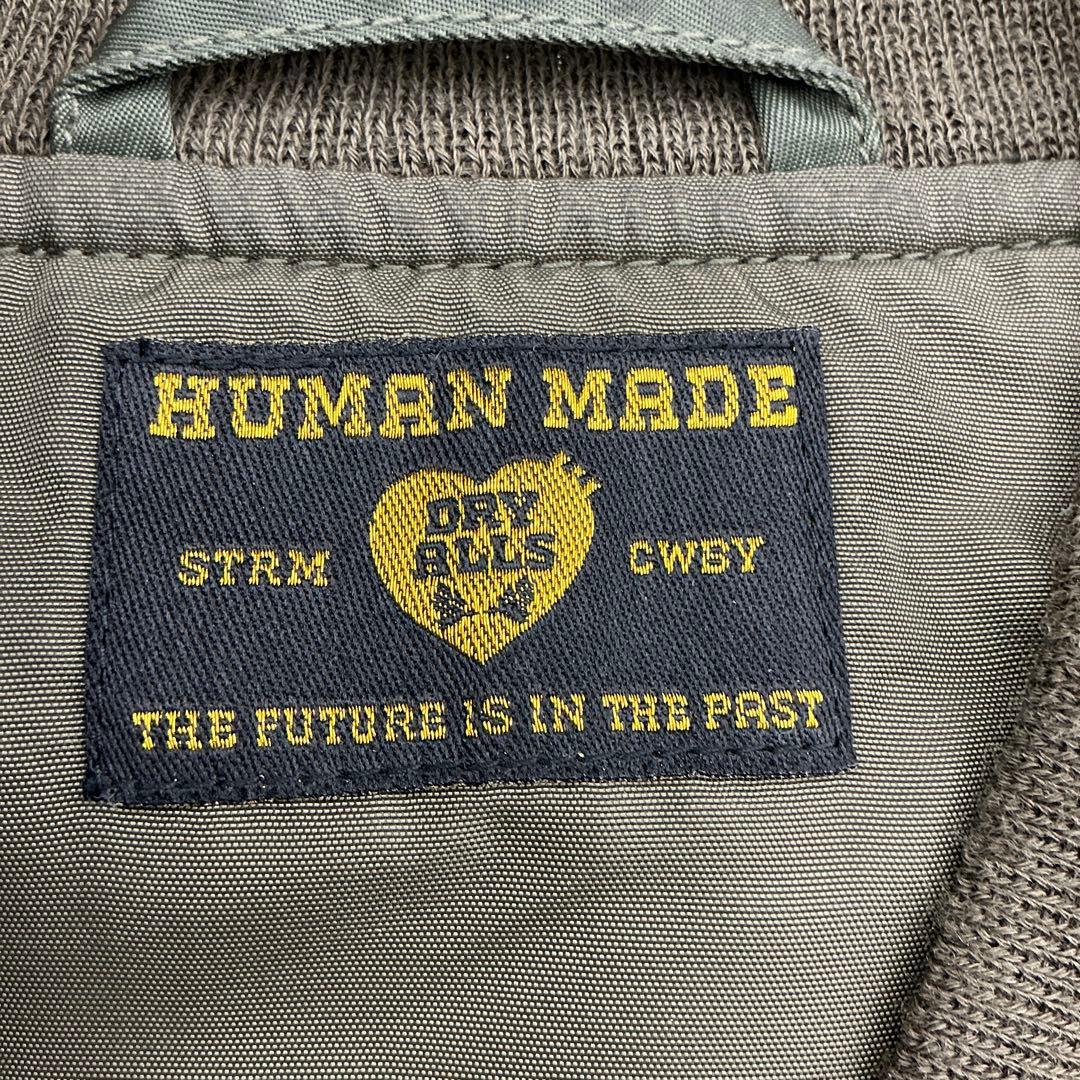 HUMAN MADE
DRY
ALLS
STRM CWBY
THE FUTURE IS IN THE PAST